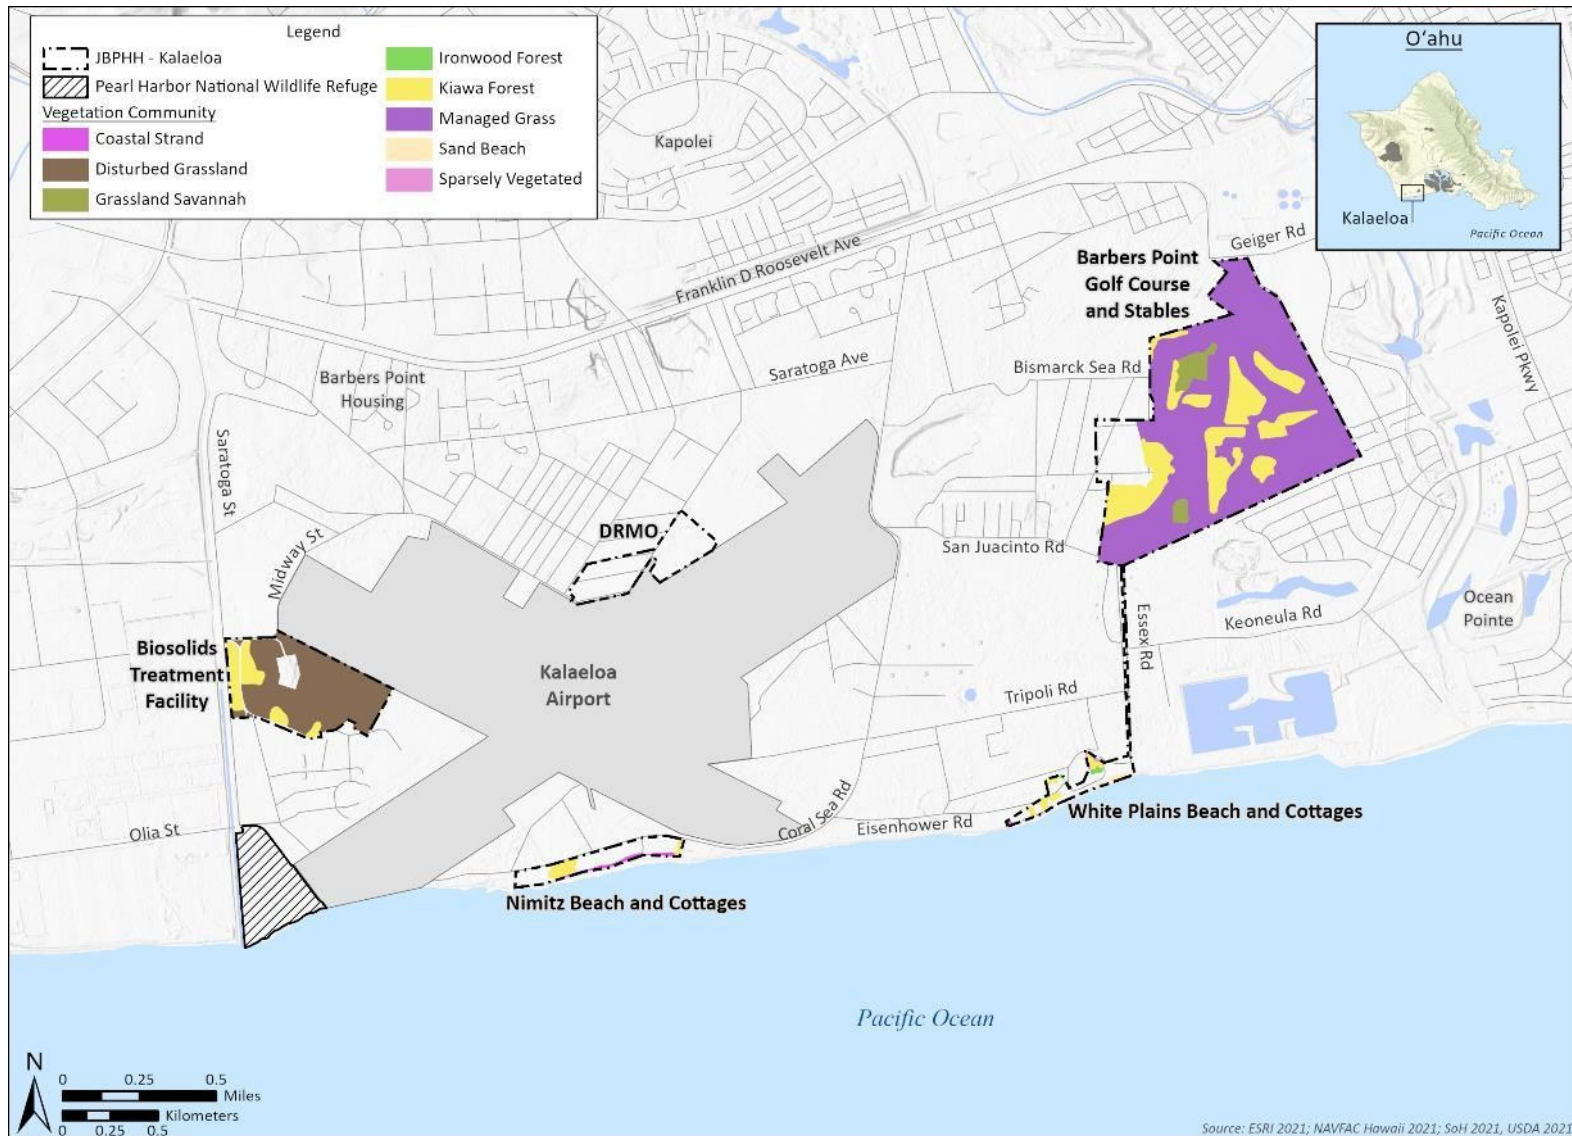 Legend
JBPHH - Kalaeloa
Pearl Harbor National Wildlife Refuge
Vegetation Community
Coastal Strand
Disturbed Grassland
Grassland Savannah
Ironwood Forest
Kiawa Forest
Managed Grass
Sand Beach
Sparsely Vegetated
O‘ahu
Kalaeloa
Pacific Ocean
Kapolei
Geiger Rd
Franklin D Roosevelt Ave
Barbers Point
Golf Course
and Stables
Kapolei Pkwy
Saratoga Ave
Bismarck Sea Rd
Barbers Point
Housing
Saratoga St
DRMO
Midway St
San Juacinto Rd
Essex Rd
Keoneula Rd
Ocean
Pointe
Biosolids
Treatment
Facility
Kalaeloa
Airport
Tripoli Rd
Olia St
Coral Sea Rd
Eisenhower Rd
White Plains Beach and Cottages
Nimitz Beach and Cottages
Pacific Ocean
N
0 0.25 0.5
Miles
Kilometers
0 0.25 0.5
Source: ESRI 2021; NAVFAC Hawaii 2021; SoH 2021, USDA 2021